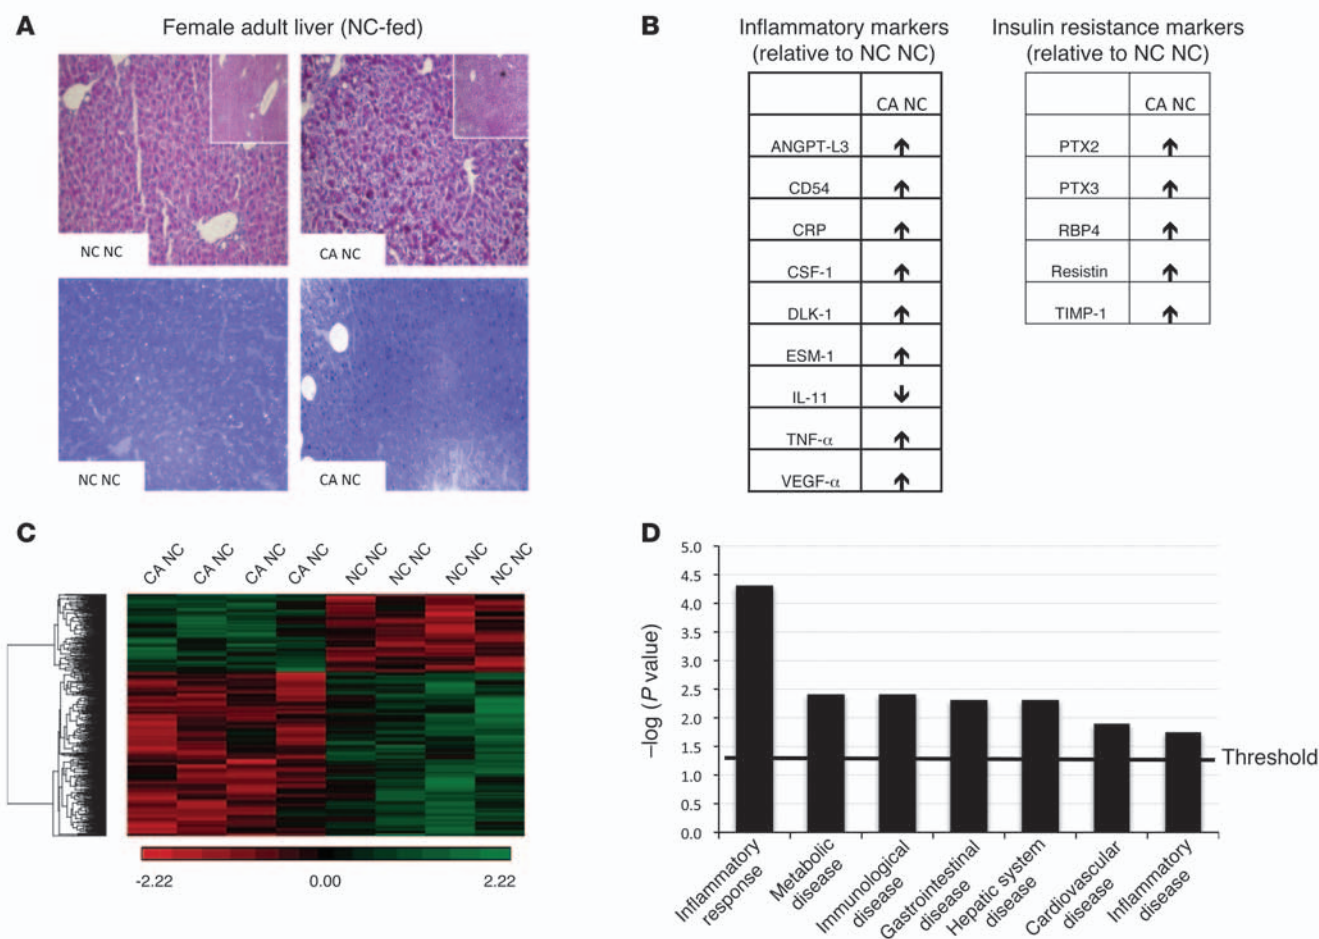 A
Female adult liver (NC-fed)
NC NC
CA NC
NC NC
CA NC
B
Inflammatory markers
(relative to NC NC)
CA NC
ANGPT-L3
CD54
CRP
CSF-1
DLK-1
ESM-1
IL-11
TNF-α
VEGF-α
Insulin resistance markers
(relative to NC NC)
CA NC
PTX2
PTX3
RBP4
Resistin
TIMP-1
C
CA NC
CA NC
CA NC
CA NC
NC NC
NC NC
NC NC
NC NC
-2.22
0.00
2.22
D
–log (P value)
5.0
4.5
4.0
3.5
3.0
2.5
2.0
1.5
1.0
0.5
0.0
Threshold
Inflammatory
response
Metabolic
disease
Immunological
disease
Gastrointestinal
disease
Hepatic system
disease
Cardiovascular
disease
Inflammatory
disease